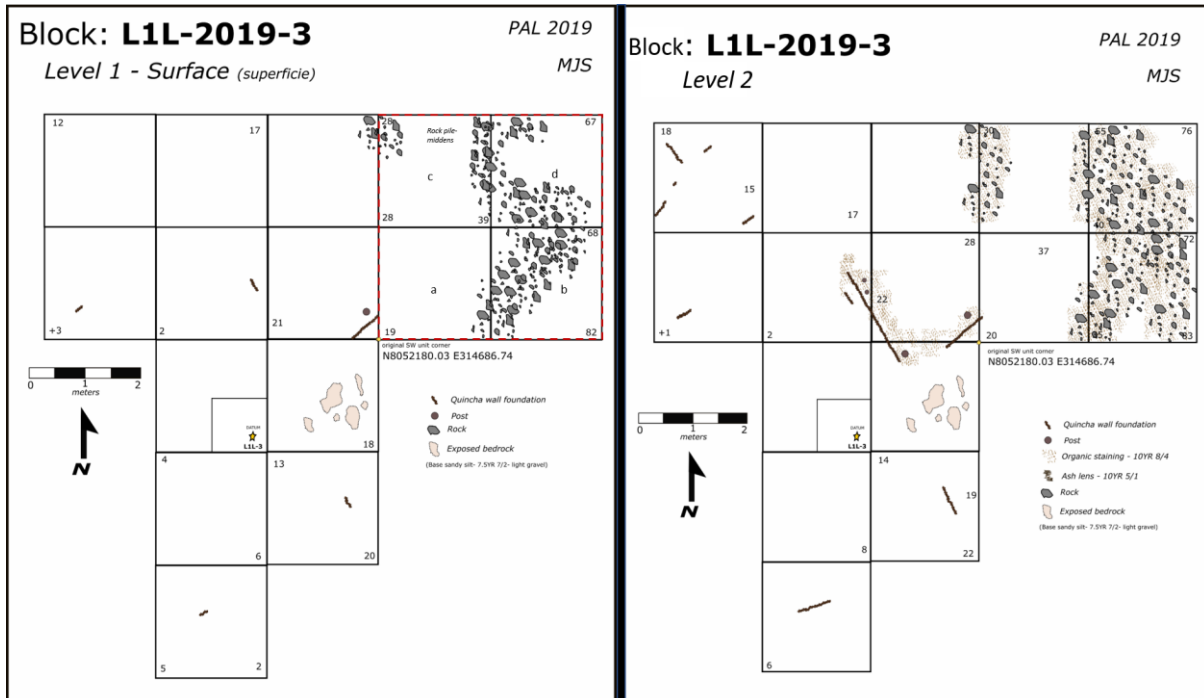 Block: L1L-2019-3
PAL 2019
Level 1 - Surface (superficie)
MJS
12
17
28
Rock pile-
middens
67
c
d
28
39
68
a
b
+3
2
21
19
82
original SW unit corner
N8052180.03 E314686.74
0 1 2
meters
N
DATUM
L1L-3
18
Quincha wall foundation
Post
Rock
Exposed bedrock
(Base sandy silt- 7.5YR 7/2- light gravel)
4
13
6
20
5
2
Block: L1L-2019-3
PAL 2019
Level 2
MJS
18
15
17
30
55
76
40
28
37
72
22
+1
2
20
35
83
original SW unit corner
N8052180.03 E314686.74
0 1 2
meters
N
DATUM
L1L-3
Quincha wall foundation
Post
Organic staining - 10YR 8/4
Ash lens - 10YR 5/1
Rock
Exposed bedrock
(Base sandy silt- 7.5YR 7/2- light gravel)
14
19
8
22
6